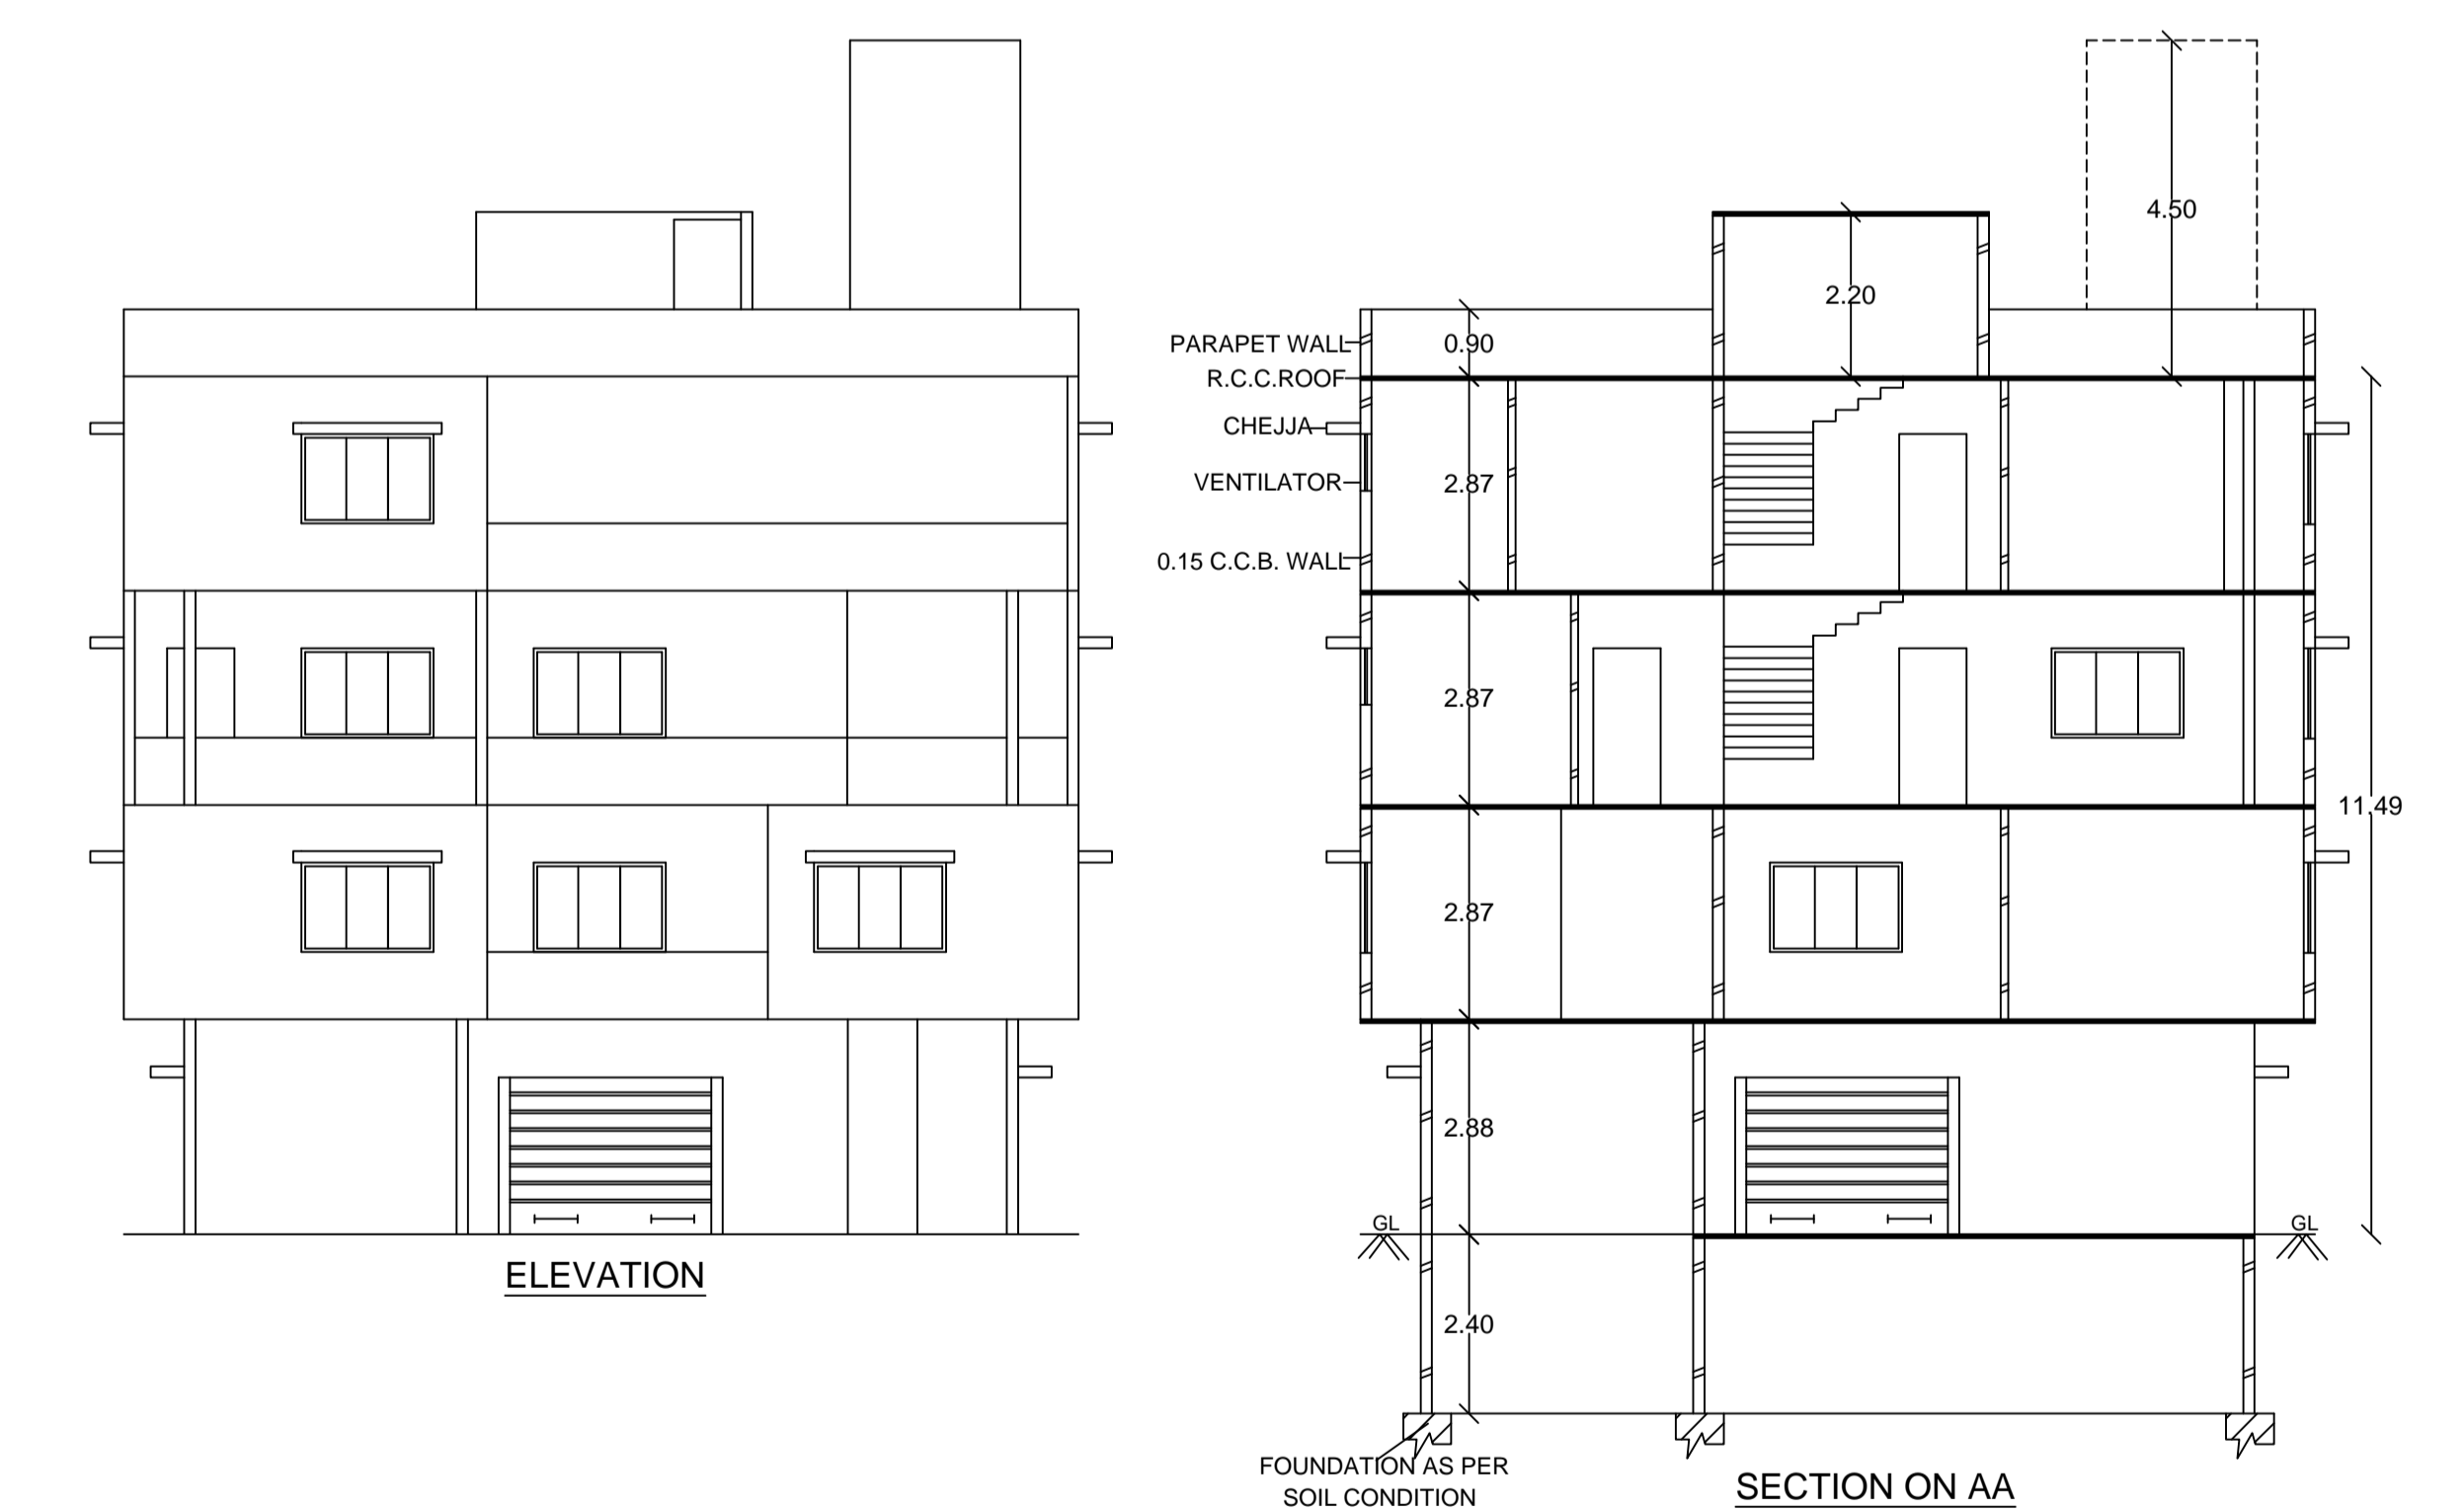 4.50
2.20
PARAPET WALL
0.90
R.C.C.ROOF
CHEJJA
VENTILATOR
2.87
0.15 C.C.B. WALL
2.87
11.49
2.87
2.88
GL
GL
ELEVATION
2.40
FOUNDATION AS PER
SOIL CONDITION
SECTION ON AA